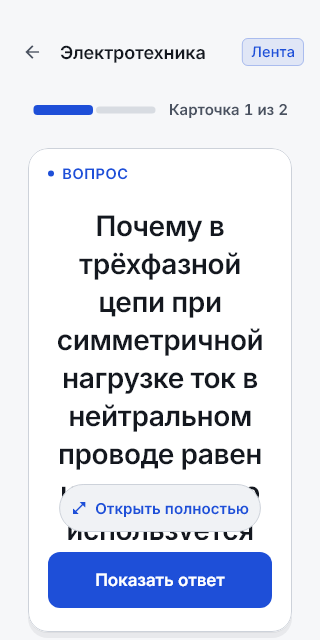 Электротехника
Лента
Карточка 1 из 2
ВОПРОС
Почему в
трёхфазной
цепи при
симметричной
нагрузке ток в
нейтральном
проводе равен
Открыть полностью
используется
Показать ответ